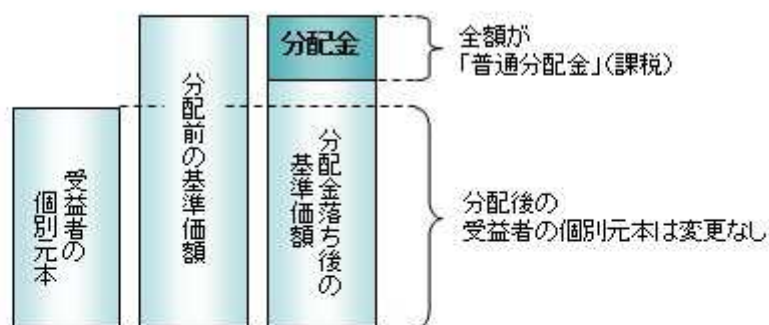 受益者の
個別元本
分配前の基準価額
分配金
分配金落ち後の
基準価額
全額が
「普通分配金」(課税)
分配後の
受益者の個別元本は変更なし